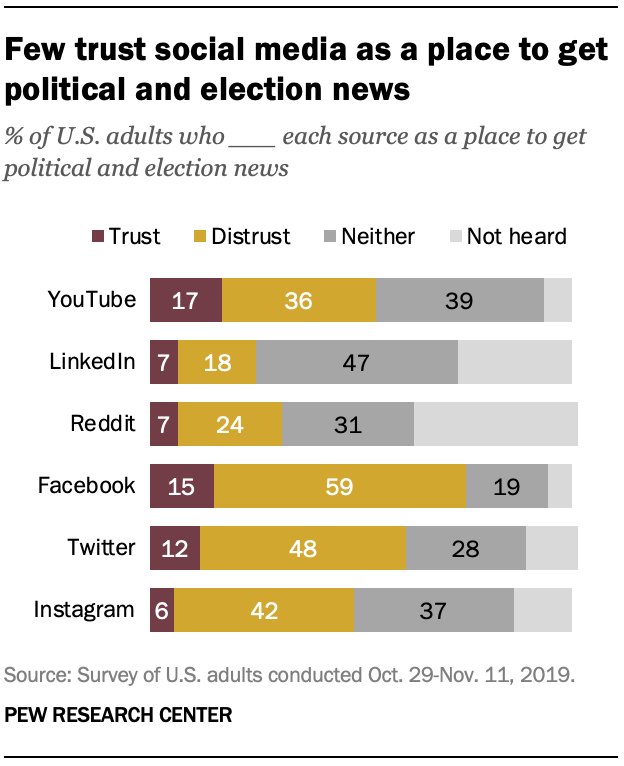 Few trust social media as a place to get
political and election news
% of U.S. adults who ___ each source as a place to get
political and election news
Trust Distrust Neither Not heard
YouTube 17 36 39
LinkedIn 7 18 47
Reddit 7 24 31
Facebook 15 59 19
Twitter 12 48 28
Instagram 6 42 37
Source: Survey of U.S. adults conducted Oct. 29-Nov. 11, 2019.
PEW RESEARCH CENTER